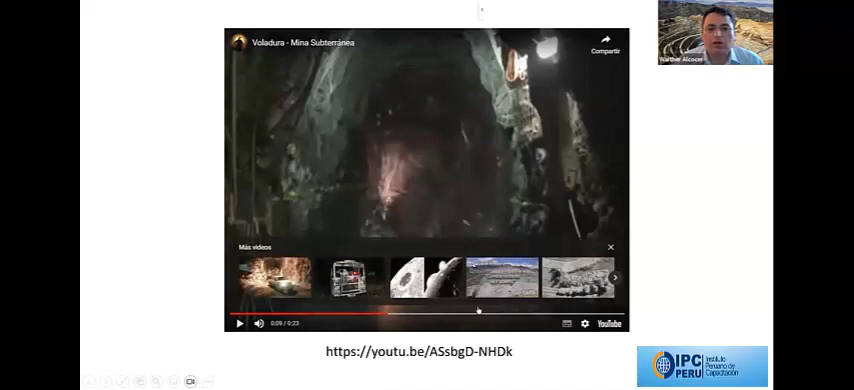 Voladura - Mina Subterránea
Compartir
Walther Alcocer
Más videos
0:09 / 0:23
YouTube
https://youtu.be/ASsbgD-NHDk
IPC
PERU
Instituto
Peruano de
Capacitación